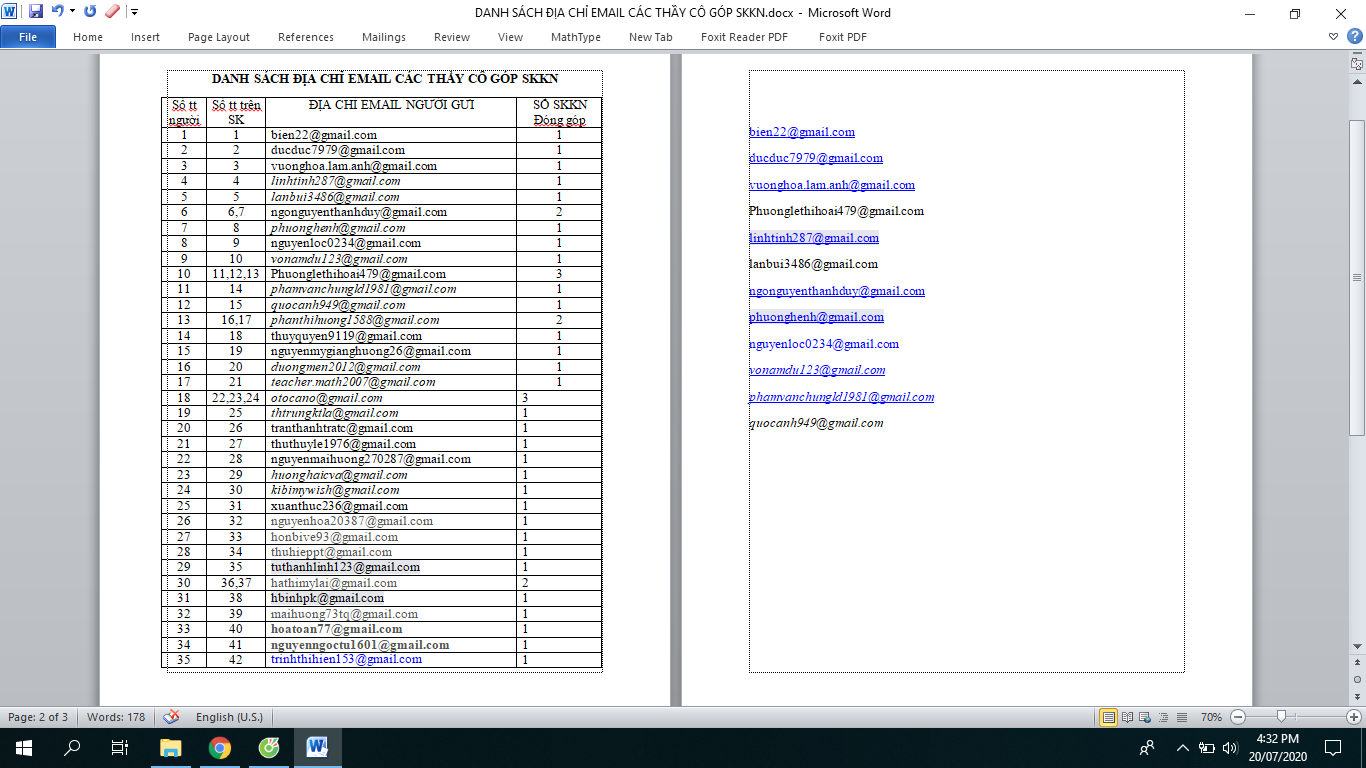 DANH SÁCH ĐỊA CHỈ EMAIL CÁC THẦY CÔ GÓP SKKN.docx - Microsoft Word
File Home Insert Page Layout References Mailings Review View MathType New Tab Foxit Reader PDF Foxit PDF
DANH SÁCH ĐỊA CHỈ EMAIL CÁC THẦY CÔ GÓP SKKN
Số tt người Số tt trên SK ĐỊA CHỈ EMAIL NGƯỜI GỬI SỐ SKKN Đóng góp
1 1 bien22@gmail.com 1
2 2 ducduc7979@gmail.com 1
3 3 vuonghoa.lam.anh@gmail.com 1
4 4 linhtinh287@gmail.com 1
5 5 lanbui3486@gmail.com 1
6 6,7 ngonguyenthanhduy@gmail.com 2
7 8 phuonghenh@gmail.com 1
8 9 nguyenloc0234@gmail.com 1
9 10 vonamdu123@gmail.com 1
10 11,12,13 Phuonglethihoai479@gmail.com 3
11 14 phamvanchungld1981@gmail.com 1
12 15 quocanh949@gmail.com 1
13 16,17 phanthihuong1588@gmail.com 2
14 18 thuyquyen9119@gmail.com 1
15 19 nguyenmygianghuong26@gmail.com 1
16 20 duongmen2012@gmail.com 1
17 21 teacher.math2007@gmail.com 1
18 22,23,24 otocano@gmail.com 3
19 25 thtrungktla@gmail.com 1
20 26 tranthanhtratc@gmail.com 1
21 27 thuthuyle1976@gmail.com 1
22 28 nguyenmaihuong270287@gmail.com 1
23 29 huonghaicva@gmail.com 1
24 30 kibimywish@gmail.com 1
25 31 xuanthuc236@gmail.com 1
26 32 nguyenhoa20387@gmail.com 1
27 33 honbive93@gmail.com 1
28 34 thuhieppt@gmail.com 1
29 35 tuthanhlinh123@gmail.com 1
30 36,37 hathimylai@gmail.com 2
31 38 hbinhpk@gmail.com 1
32 39 maihuong73tq@gmail.com 1
33 40 hoatoan77@gmail.com 1
34 41 nguyenngoctu1601@gmail.com 1
35 42 trinhthihien153@gmail.com 1
bien22@gmail.com
ducduc7979@gmail.com
vuonghoa.lam.anh@gmail.com
Phuonglethihoai479@gmail.com
linhtinh287@gmail.com
lanbui3486@gmail.com
ngonguyenthanhduy@gmail.com
phuonghenh@gmail.com
nguyenloc0234@gmail.com
vonamdu123@gmail.com
phamvanchungld1981@gmail.com
quocanh949@gmail.com
Page: 2 of 3 Words: 178 English (U.S.) 70%
4:32 PM
20/07/2020